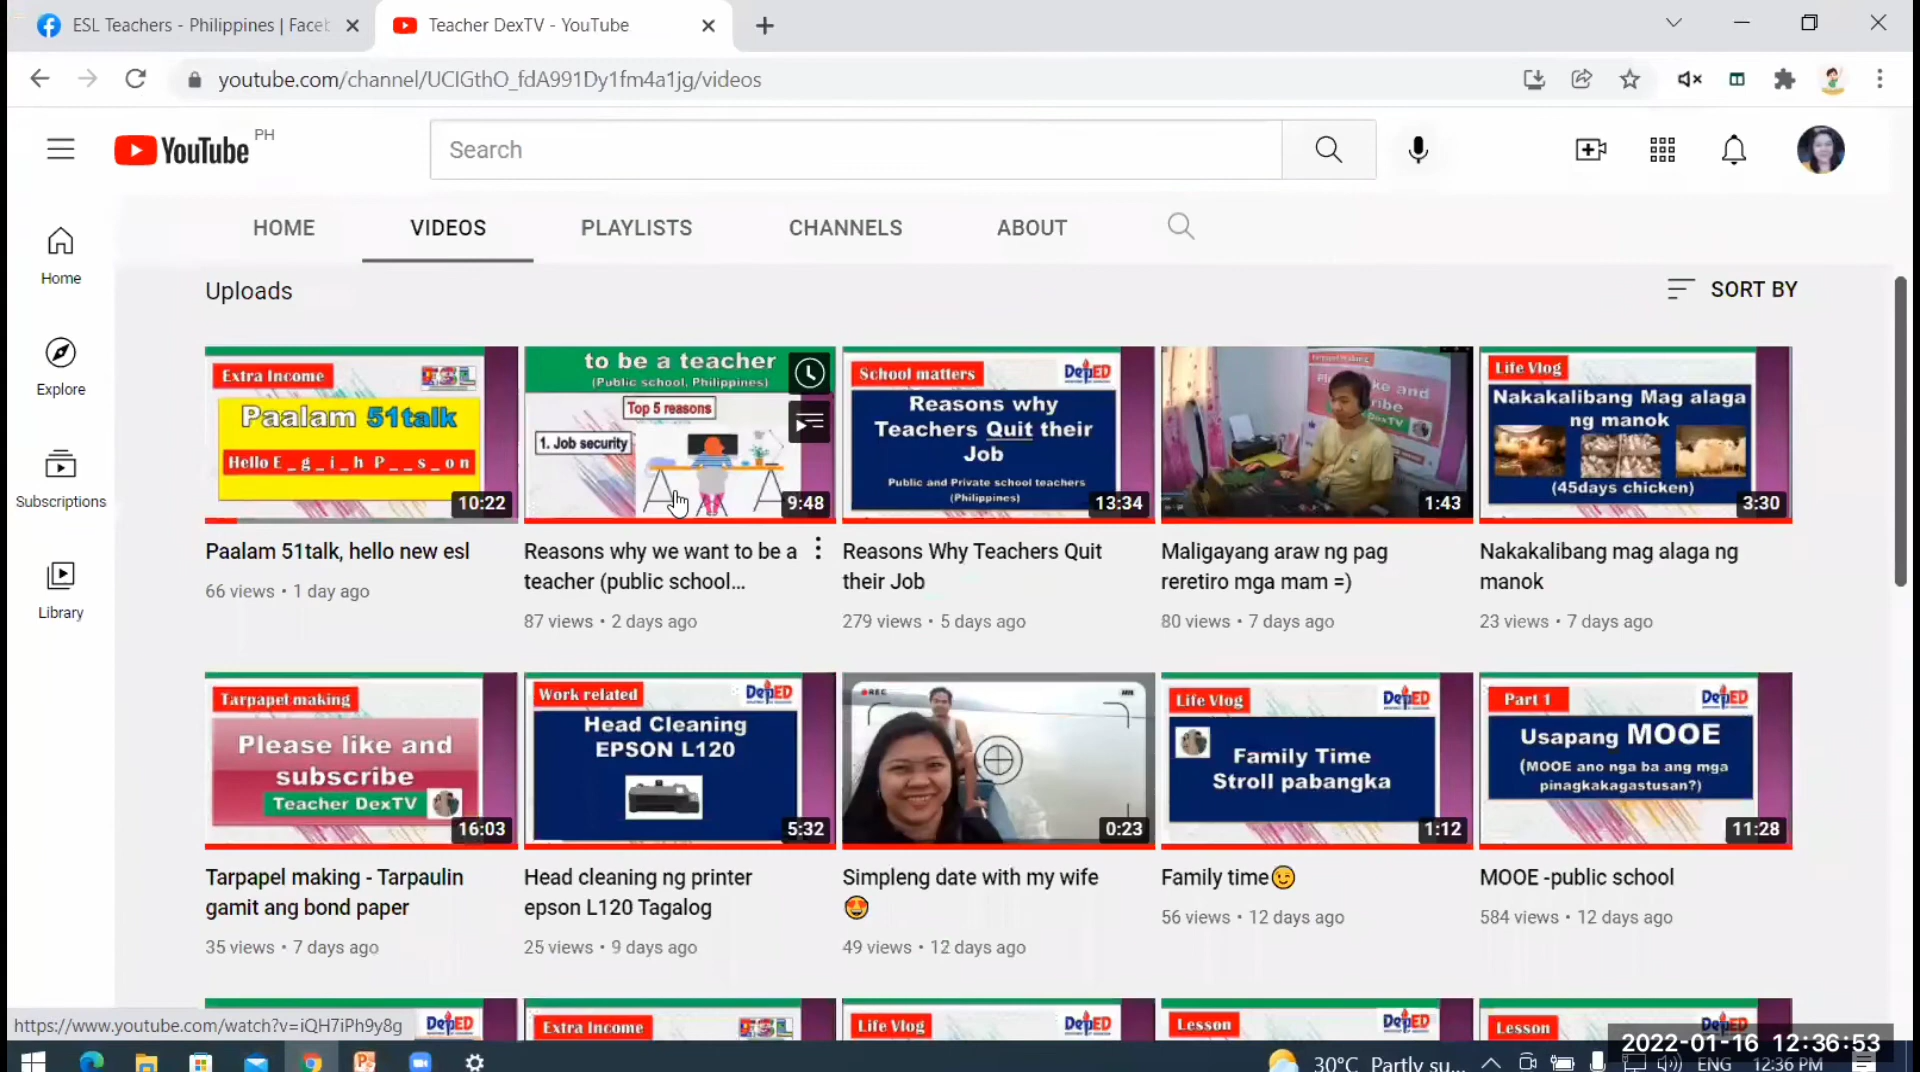 ESL Teachers - Philippines | Faceb
Teacher DexTV - YouTube
youtube.com/channel/UCIGthO_fdA991Dy1fm4a1jg/videos
YouTube PH
Search
HOME
VIDEOS
PLAYLISTS
CHANNELS
ABOUT
Home
Explore
Subscriptions
Library
Uploads
SORT BY
Extra Income
ESL
Paalam 51talk
Hello E _ g _ i _ h P _ _ s _ o n
10:22
to be a teacher
(Public school, Philippines)
Top 5 reasons
1. Job security
9:48
School matters
DepED
Reasons why
Teachers Quit their
Job
Public and Private school teachers
(Philippines)
13:34
1:43
Life Vlog
Nakakalibang Mag alaga
ng manok
(45days chicken)
3:30
Paalam 51talk, hello new esl
66 views • 1 day ago
Reasons why we want to be a
teacher (public school...
87 views • 2 days ago
Reasons Why Teachers Quit
their Job
279 views • 5 days ago
Maligayang araw ng pag
reretiro mga mam =)
80 views • 7 days ago
Nakakalibang mag alaga ng
manok
23 views • 7 days ago
Tarpapel making
Please like and
subscribe
Teacher DexTV
16:03
Work related
DepED
Head Cleaning
EPSON L120
5:32
REC
0:23
Life Vlog
DepED
Family Time
Stroll pabangka
1:12
Part 1
DepED
Usapang MOOE
(MOOE ano nga ba ang mga
pinagkakagastusan?)
11:28
Tarpapel making - Tarpaulin
gamit ang bond paper
35 views • 7 days ago
Head cleaning ng printer
epson L120 Tagalog
25 views • 9 days ago
Simpleng date with my wife
😍
49 views • 12 days ago
Family time😉
56 views • 12 days ago
MOOE -public school
584 views • 12 days ago
DepED
Extra Income
ESL
Life Vlog
DepED
Lesson
DepED
Lesson
DepED
https://www.youtube.com/watch?v=iQH7iPh9y8g
2022-01-16 12:36:53
30°C Partly su...
ENG
12:36 PM